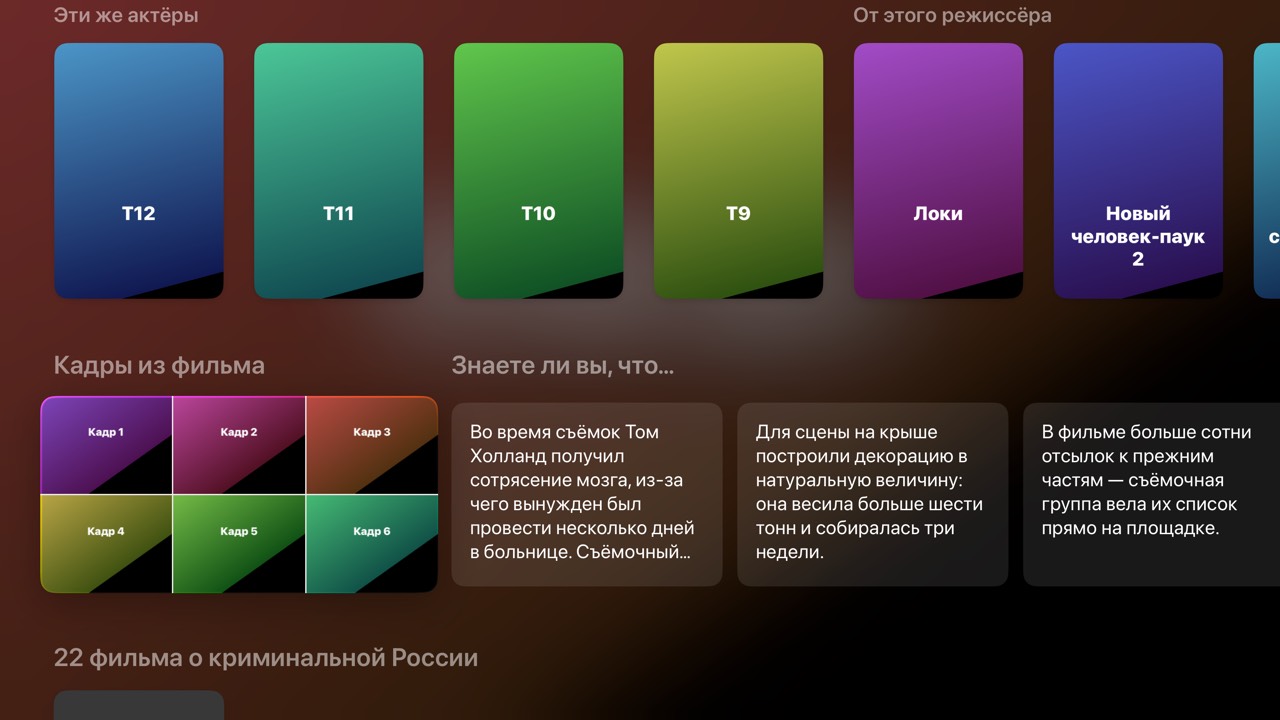 Эти же актёры
От этого режиссёра
T12
T11
T10
T9
Локи
Новый
человек-паук
2
Кадры из фильма
Знаете ли вы, что…
Кадр 1
Кадр 2
Кадр 3
Кадр 4
Кадр 5
Кадр 6
Во время съёмок Том
Холланд получил
сотрясение мозга, из-за
чего вынужден был
провести несколько дней
в больнице. Съёмочный…
Для сцены на крыше
построили декорацию в
натуральную величину:
она весила больше шести
тонн и собиралась три
недели.
В фильме больше сотни
отсылок к прежним
частям — съёмочная
группа вела их список
прямо на площадке.
22 фильма о криминальной России